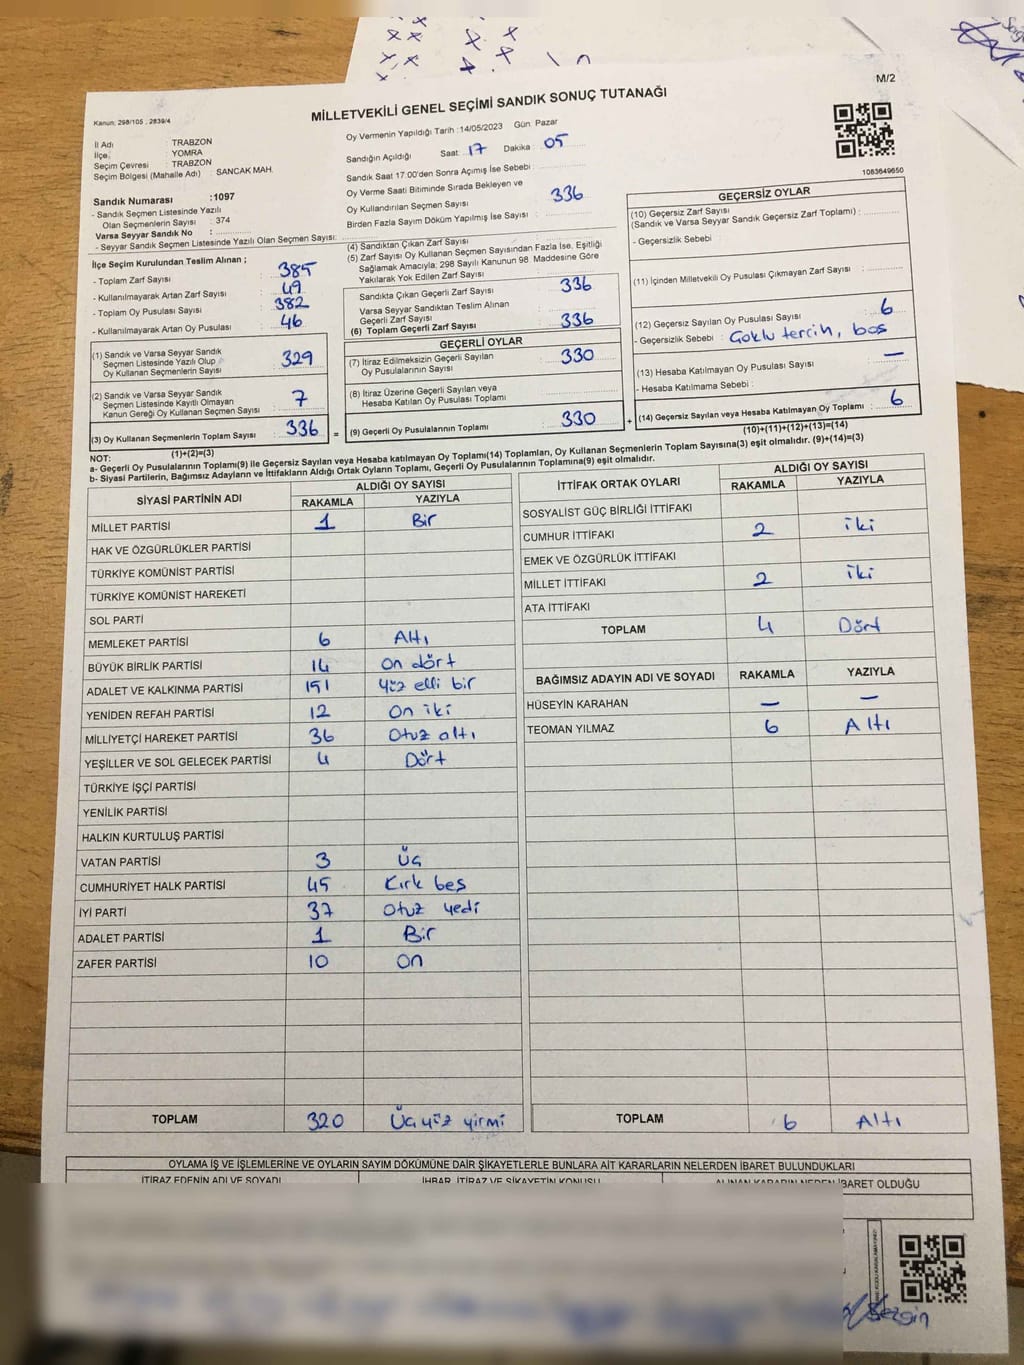 M/2
MİLLETVEKİLİ GENEL SEÇİMİ SANDIK SONUÇ TUTANAĞI
Kanun: 298/105 , 2839/4
İl Adı : TRABZON
İlçe : YOMRA
Seçim Çevresi : TRABZON
Seçim Bölgesi (Mahalle Adı) : SANCAK MAH.
Sandık Numarası :1097
- Sandık Seçmen Listesinde Yazılı
Olan Seçmenlerin Sayısı : 374
Varsa Seyyar Sandık No :
- Seyyar Sandık Seçmen Listesinde Yazılı Olan Seçmen Sayısı:
Oy Vermenin Yapıldığı Tarih :14/05/2023 Gün: Pazar
Sandığın Açıldığı Saat: 17 Dakika : 05
Sandık Saat 17:00'den Sonra Açımış İse Sebebi :
Oy Verme Saati Bitiminde Sırada Bekleyen ve
Oy Kullandırılan Seçmen Sayısı : 336
Birden Fazla Sayım Döküm Yapılmış İse Sayısı :
1083649650
İlçe Seçim Kurulundan Teslim Alınan ;
- Toplam Zarf Sayısı : 385
- Kullanılmayarak Artan Zarf Sayısı : 49
- Toplam Oy Pusulası Sayısı : 382
- Kullanılmayarak Artan Oy Pusulası : 46
(1) Sandık ve Varsa Seyyar Sandık
Seçmen Listesinde Yazılı Olup
Oy Kullanan Seçmenlerin Sayısı : 329
(2) Sandık ve Varsa Seyyar Sandık
Seçmen Listesinde Kayıtlı Olmayan
Kanun Gereği Oy Kullanan Seçmen Sayısı : 7
(3) Oy Kullanan Seçmenlerin Toplam Sayısı : 336
(1)+(2)=(3)
(4) Sandıktan Çıkan Zarf Sayısı
(5) Zarf Sayısı Oy Kullanan Seçmen Sayısından Fazla İse, Eşitliği
Sağlamak Amacıyla, 298 Sayılı Kanunun 98. Maddesine Göre
Yakılarak Yok Edilen Zarf Sayısı :
Sandıkta Çıkan Geçerli Zarf Sayısı : 336
Varsa Seyyar Sandıktan Teslim Alınan
Geçerli Zarf Sayısı
(6) Toplam Geçerli Zarf Sayısı : 336
GEÇERLİ OYLAR
(7) İtiraz Edilmeksizin Geçerli Sayılan
Oy Pusulalarının Sayısı : 330
(8) İtiraz Üzerine Geçerli Sayılan veya
Hesaba Katılan Oy Pusulası Toplamı :
= (9) Geçerli Oy Pusulalarının Toplamı : 330 +
GEÇERSİZ OYLAR
(10) Geçersiz Zarf Sayısı
(Sandık ve Varsa Seyyar Sandık Geçersiz Zarf Toplamı) :
- Geçersizlik Sebebi
(11) İçinden Milletvekili Oy Pusulası Çıkmayan Zarf Sayısı :
(12) Geçersiz Sayılan Oy Pusulası Sayısı : 6
- Geçersizlik Sebebi : Çoklu tercih, boş
(13) Hesaba Katılmayan Oy Pusulası Sayısı : —
- Hesaba Katılmama Sebebi :
(14) Geçersiz Sayılan veya Hesaba Katılmayan Oy Toplamı : 6
(10)+(11)+(12)+(13)=(14)
NOT:
a- Geçerli Oy Pusulalarının Toplamı(9) ile Geçersiz Sayılan veya Hesaba katılmayan Oy Toplamı(14) Toplamları, Oy Kullanan Seçmenlerin Toplam Sayısına(3) eşit olmalıdır. (9)+(14)=(3)
b- Siyasi Partilerin, Bağımsız Adayların ve İttifakların Aldığı Ortak Oyların Toplamı, Geçerli Oy Pusulalarının Toplamına(9) eşit olmalıdır.
SİYASİ PARTİNİN ADI ALDIĞI OY SAYISI
RAKAMLA YAZIYLA
MİLLET PARTİSİ 1 Bir
HAK VE ÖZGÜRLÜKLER PARTİSİ
TÜRKİYE KOMÜNİST PARTİSİ
TÜRKİYE KOMÜNİST HAREKETİ
SOL PARTİ
MEMLEKET PARTİSİ 6 Altı
BÜYÜK BİRLİK PARTİSİ 14 On dört
ADALET VE KALKINMA PARTİSİ 151 Yüz elli bir
YENİDEN REFAH PARTİSİ 12 On iki
MİLLİYETÇİ HAREKET PARTİSİ 36 Otuz altı
YEŞİLLER VE SOL GELECEK PARTİSİ 4 Dört
TÜRKİYE İŞÇİ PARTİSİ
YENİLİK PARTİSİ
HALKIN KURTULUŞ PARTİSİ
VATAN PARTİSİ 3 Üç
CUMHURİYET HALK PARTİSİ 45 Kırk beş
İYİ PARTİ 37 Otuz yedi
ADALET PARTİSİ 1 Bir
ZAFER PARTİSİ 10 On
TOPLAM 320 Üçyüz yirmi
İTTİFAK ORTAK OYLARI ALDIĞI OY SAYISI
RAKAMLA YAZIYLA
SOSYALİST GÜÇ BİRLİĞİ İTTİFAKI
CUMHUR İTTİFAKI 2 iki
EMEK VE ÖZGÜRLÜK İTTİFAKI
MİLLET İTTİFAKI 2 iki
ATA İTTİFAKI
TOPLAM 4 Dört
BAĞIMSIZ ADAYIN ADI VE SOYADI RAKAMLA YAZIYLA
HÜSEYİN KARAHAN — —
TEOMAN YILMAZ 6 Altı
TOPLAM 6 Altı
OYLAMA İŞ VE İŞLEMLERİNE VE OYLARIN SAYIM DÖKÜMÜNE DAİR ŞİKAYETLERLE BUNLARA AİT KARARLARIN NELERDEN İBARET BULUNDUKLARI
İTİRAZ EDENİN ADI VE SOYADI İHBAR, İTİRAZ VE ŞİKAYETİN KONUSU ALINAN KARARIN NEDEN İBARET OLDUĞU
Sezgin